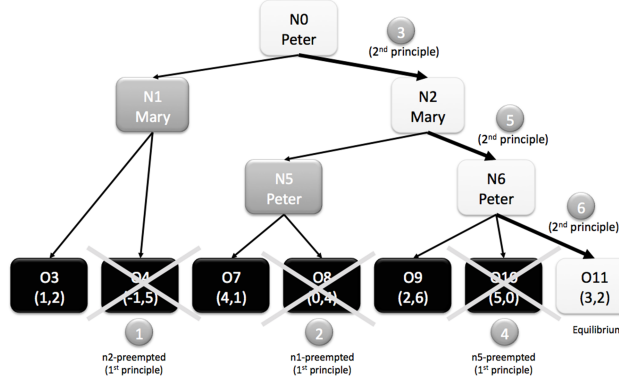 N0
Peter
3
(2nd principle)
N1
Mary
N2
Mary
5
(2nd principle)
N5
Peter
N6
Peter
6
(2nd principle)
O3
(1,2)
O4
(-1,5)
O7
(4,1)
O8
(0,4)
O9
(2,6)
O10
(5,0)
O11
(3,2)
Equilibrium
1
n2-preempted
(1st principle)
2
n1-preempted
(1st principle)
4
n5-preempted
(1st principle)